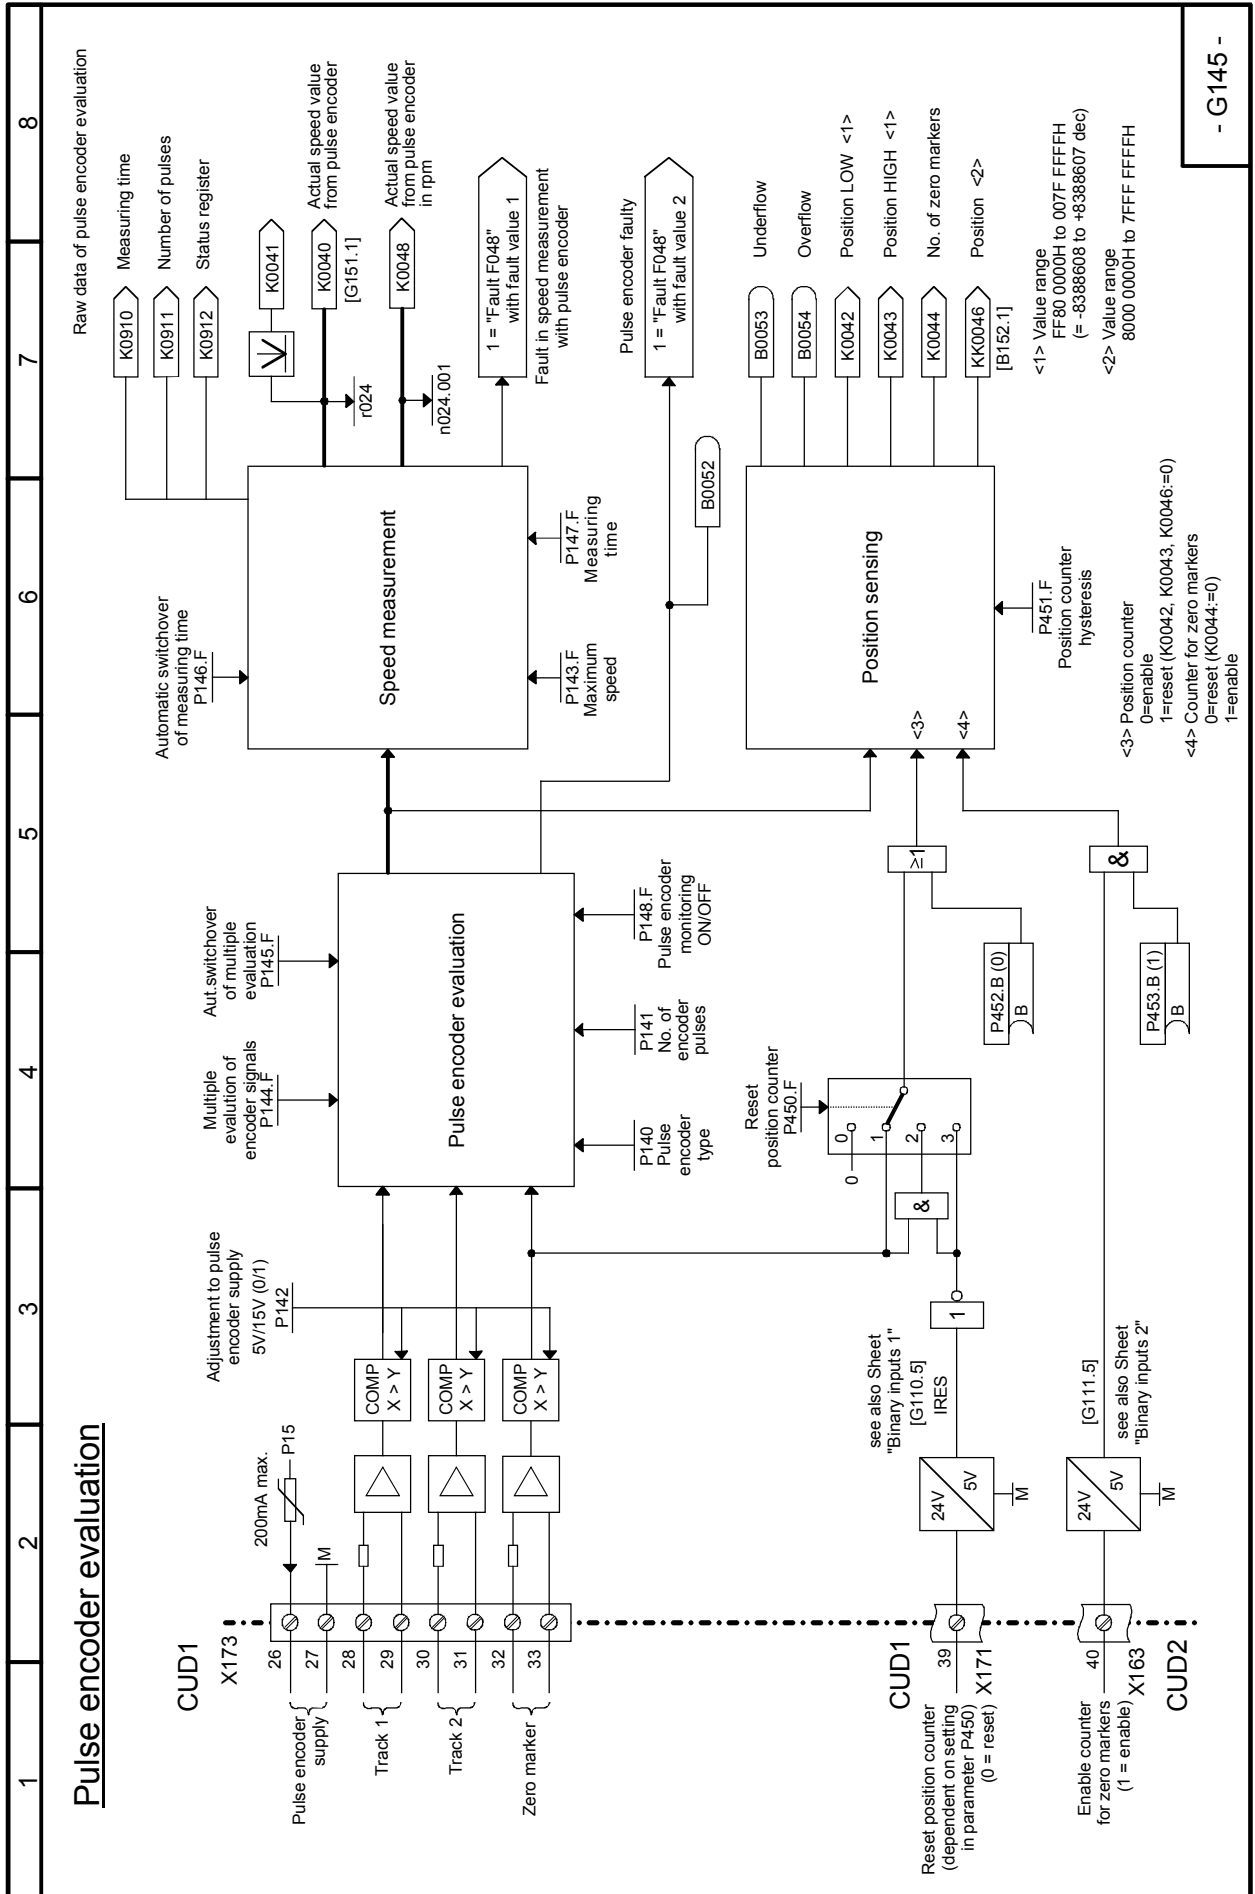 Pulse encoder evaluation
1
2
3
4
5
6
7
8
CUD1
X173
Pulse encoder
supply
Track 1
Track 2
Zero marker
26
27
28
29
30
31
32
33
200mA max.
P15
M
Adjustment to pulse
encoder supply
5V/15V (0/1)
P142
COMP
X > Y
COMP
X > Y
COMP
X > Y
Multiple
evalution of
encoder signals
P144.F
Aut.switchover
of multiple
evaluation
P145.F
Pulse encoder evaluation
P140
Pulse
encoder
type
P141
No. of
encoder
pulses
P148.F
Pulse encoder
monitoring
ON/OFF
Automatic switchover
of measuring time
P146.F
Speed measurement
P143.F
Maximum
speed
P147.F
Measuring
time
Raw data of pulse encoder evaluation
K0910
Measuring time
K0911
Number of pulses
K0912
Status register
K0041
K0040
[G151.1]
Actual speed value
from pulse encoder
r024
K0048
Actual speed value
from pulse encoder
in rpm
n024.001
1 = "Fault F048"
with fault value 1
Fault in speed measurement
with pulse encoder
Pulse encoder faulty
1 = "Fault F048"
with fault value 2
B0052
Reset
position counter
P450.F
0
0
1
2
3
&
≥1
P452.B (0)
B
&
P453.B (1)
B
Position sensing
<3>
<4>
P451.F
Position counter
hysteresis
B0053
Underflow
B0054
Overflow
K0042
Position LOW <1>
K0043
Position HIGH <1>
K0044
No. of zero markers
KK0046
[B152.1]
Position <2>
<1> Value range
FF80 0000H to 007F FFFFH
(= -8388608 to +8388607 dec)
<2> Value range
8000 0000H to 7FFF FFFFH
<3> Position counter
0=enable
1=reset (K0042, K0043, K0046:=0)
<4> Counter for zero markers
0=reset (K0044:=0)
1=enable
CUD1
39
X171
Reset position counter
(dependent on setting
in parameter P450)
(0 = reset)
24V
5V
M
see also Sheet
"Binary inputs 1"
[G110.5]
IRES
1
40
X163
CUD2
Enable counter
for zero markers
(1 = enable)
24V
5V
M
[G111.5]
see also Sheet
"Binary inputs 2"
- G145 -